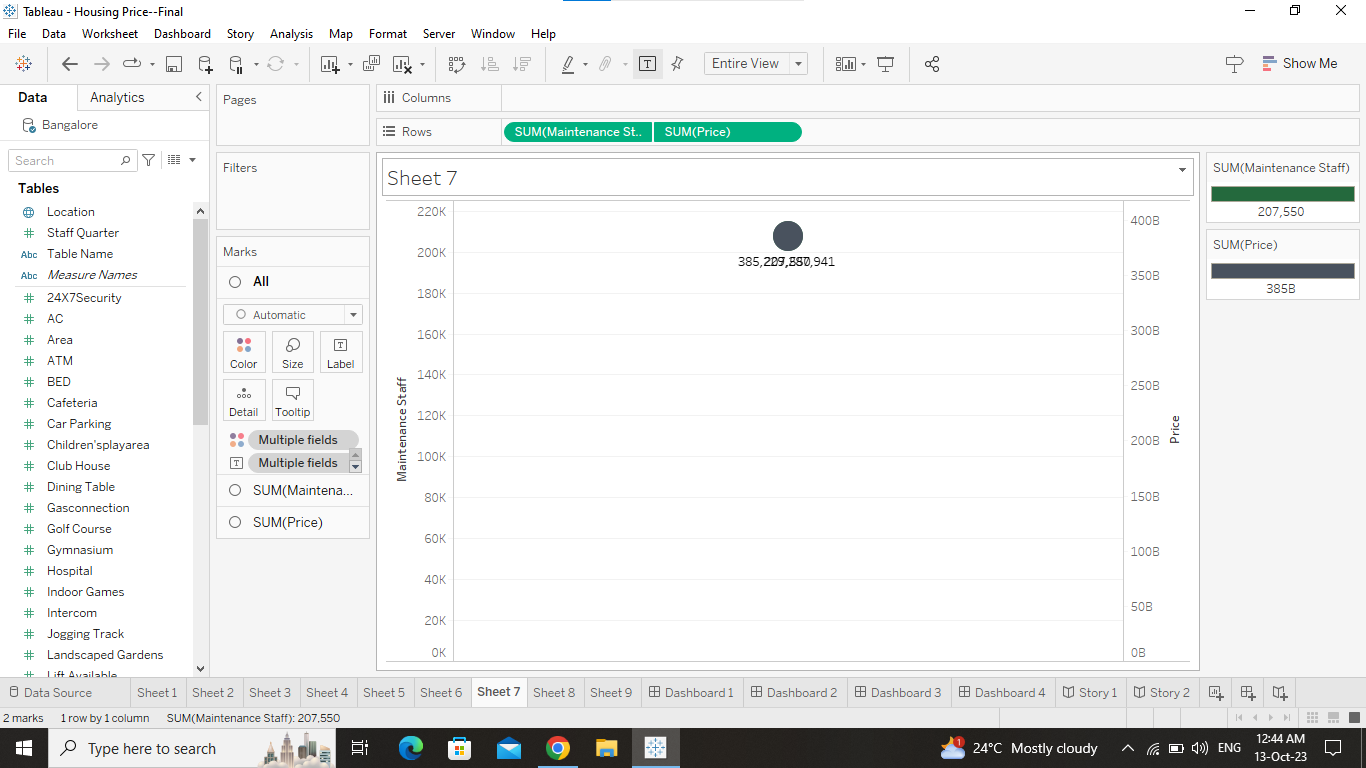 Tableau - Housing Price--Final
File Data Worksheet Dashboard Story Analysis Map Format Server Window Help
Entire View
Show Me
Data Analytics
Bangalore
Search
Tables
Location
Staff Quarter
Abc Table Name
Abc Measure Names
24X7Security
AC
Area
ATM
BED
Cafeteria
Car Parking
Children'splayarea
Club House
Dining Table
Gasconnection
Golf Course
Gymnasium
Hospital
Indoor Games
Intercom
Jogging Track
Landscaped Gardens
Lift Available
Pages
Filters
Marks
All
Automatic
Color Size Label
Detail Tooltip
Multiple fields
Multiple fields
SUM(Maintena...
SUM(Price)
Columns
Rows SUM(Maintenance St.. SUM(Price)
Sheet 7
Maintenance Staff
220K
200K
180K
160K
140K
120K
100K
80K
60K
40K
20K
0K
400B
350B
300B
250B
200B
150B
100B
50B
0B
Price
SUM(Maintenance Staff)
207,550
SUM(Price)
385B
Data Source Sheet 1 Sheet 2 Sheet 3 Sheet 4 Sheet 5 Sheet 6 Sheet 7 Sheet 8 Sheet 9 Dashboard 1 Dashboard 2 Dashboard 3 Dashboard 4 Story 1 Story 2
2 marks 1 row by 1 column SUM(Maintenance Staff): 207,550
Type here to search
1 24°C Mostly cloudy ENG 12:44 AM
13-Oct-23